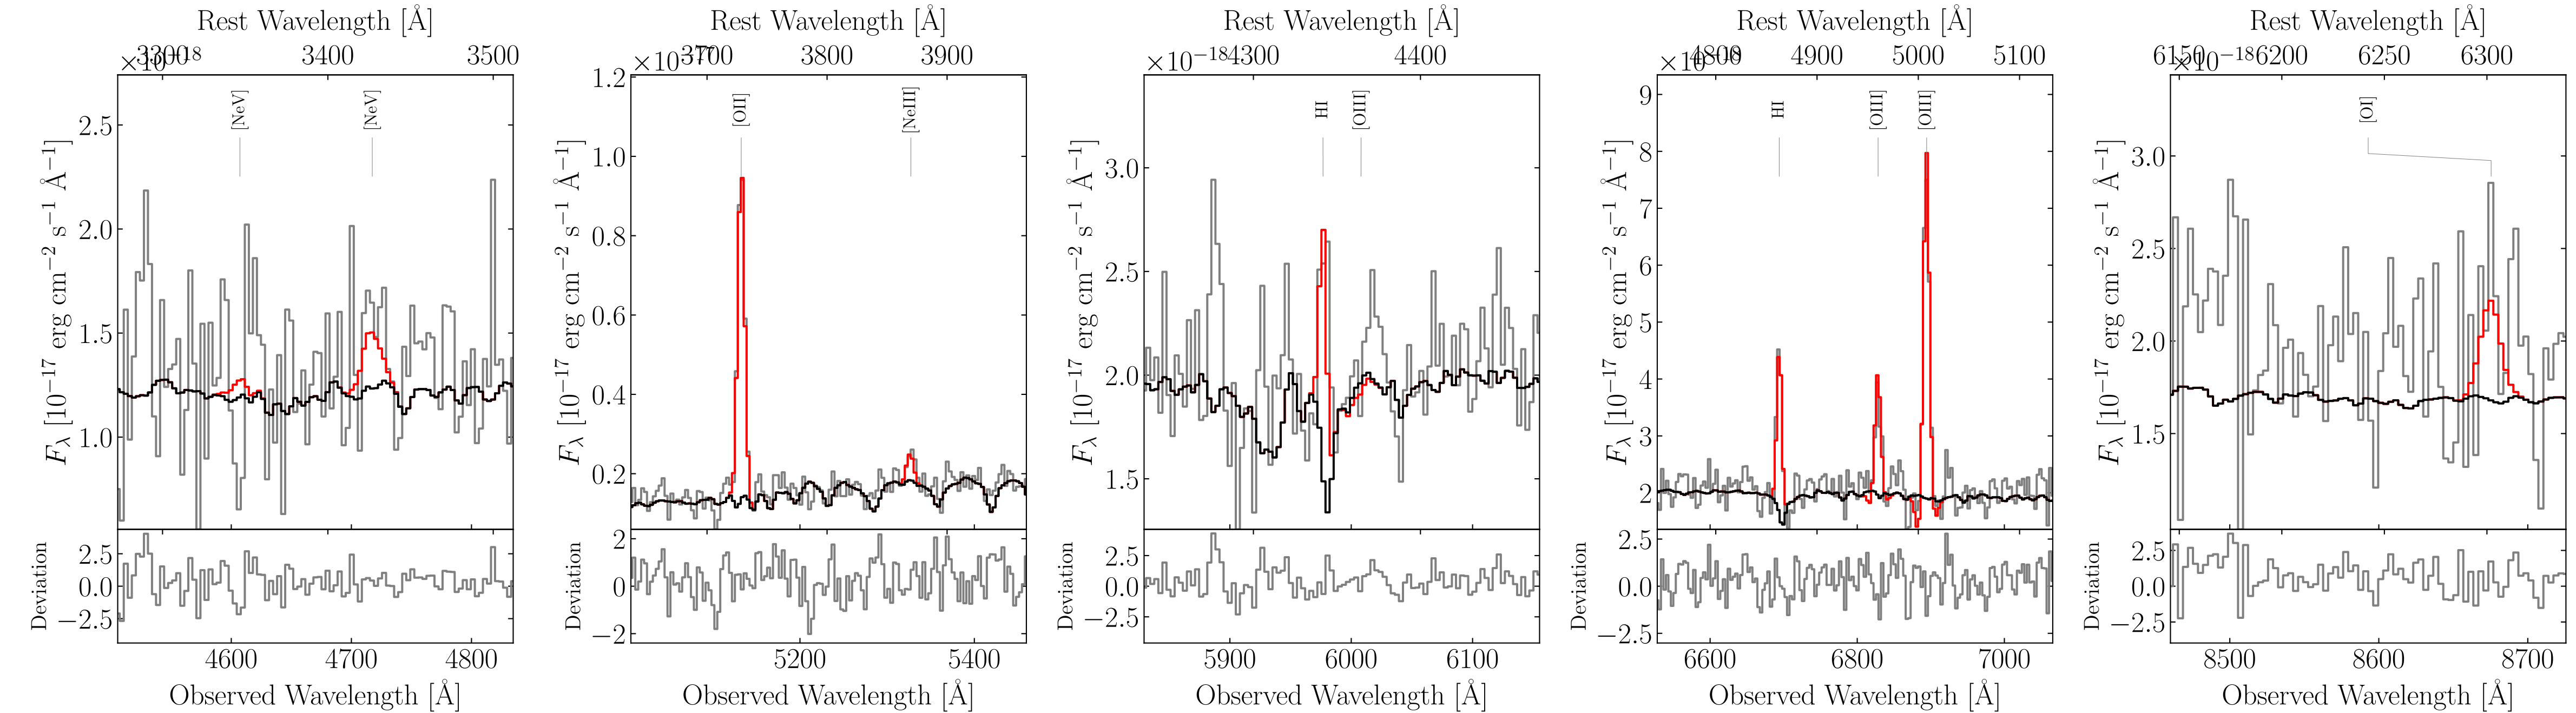 Rest Wavelength [Å] Rest Wavelength [Å] Rest Wavelength [Å] Rest Wavelength [Å] Rest Wavelength [Å]
3400 3500 3800 3900 4300 4400 4900 5000 5100 6200 6250 6300
[NeV] [NeV] [OII] [NeIII] HI [OIII] HI [OIII] [OIII] [OI]
F_λ [10⁻¹⁷ erg cm⁻² s⁻¹ Å⁻¹] F_λ [10⁻¹⁷ erg cm⁻² s⁻¹ Å⁻¹] F_λ [10⁻¹⁷ erg cm⁻² s⁻¹ Å⁻¹] F_λ [10⁻¹⁷ erg cm⁻² s⁻¹ Å⁻¹] F_λ [10⁻¹⁷ erg cm⁻² s⁻¹ Å⁻¹]
2.5 2.0 1.5 1.0
1.2 1.0 0.8 0.6 0.4 0.2
3.0 2.5 2.0 1.5
9 8 7 6 5 4 3 2
3.0 2.5 2.0 1.5
Deviation Deviation Deviation Deviation Deviation
2.5 0.0 −2.5
2 0 −2
2.5 0.0 −2.5
2.5 0.0 −2.5
2.5 0.0 −2.5
4600 4700 4800 5200 5400 5900 6000 6100 6600 6800 7000 8500 8600 8700
Observed Wavelength [Å] Observed Wavelength [Å] Observed Wavelength [Å] Observed Wavelength [Å] Observed Wavelength [Å]